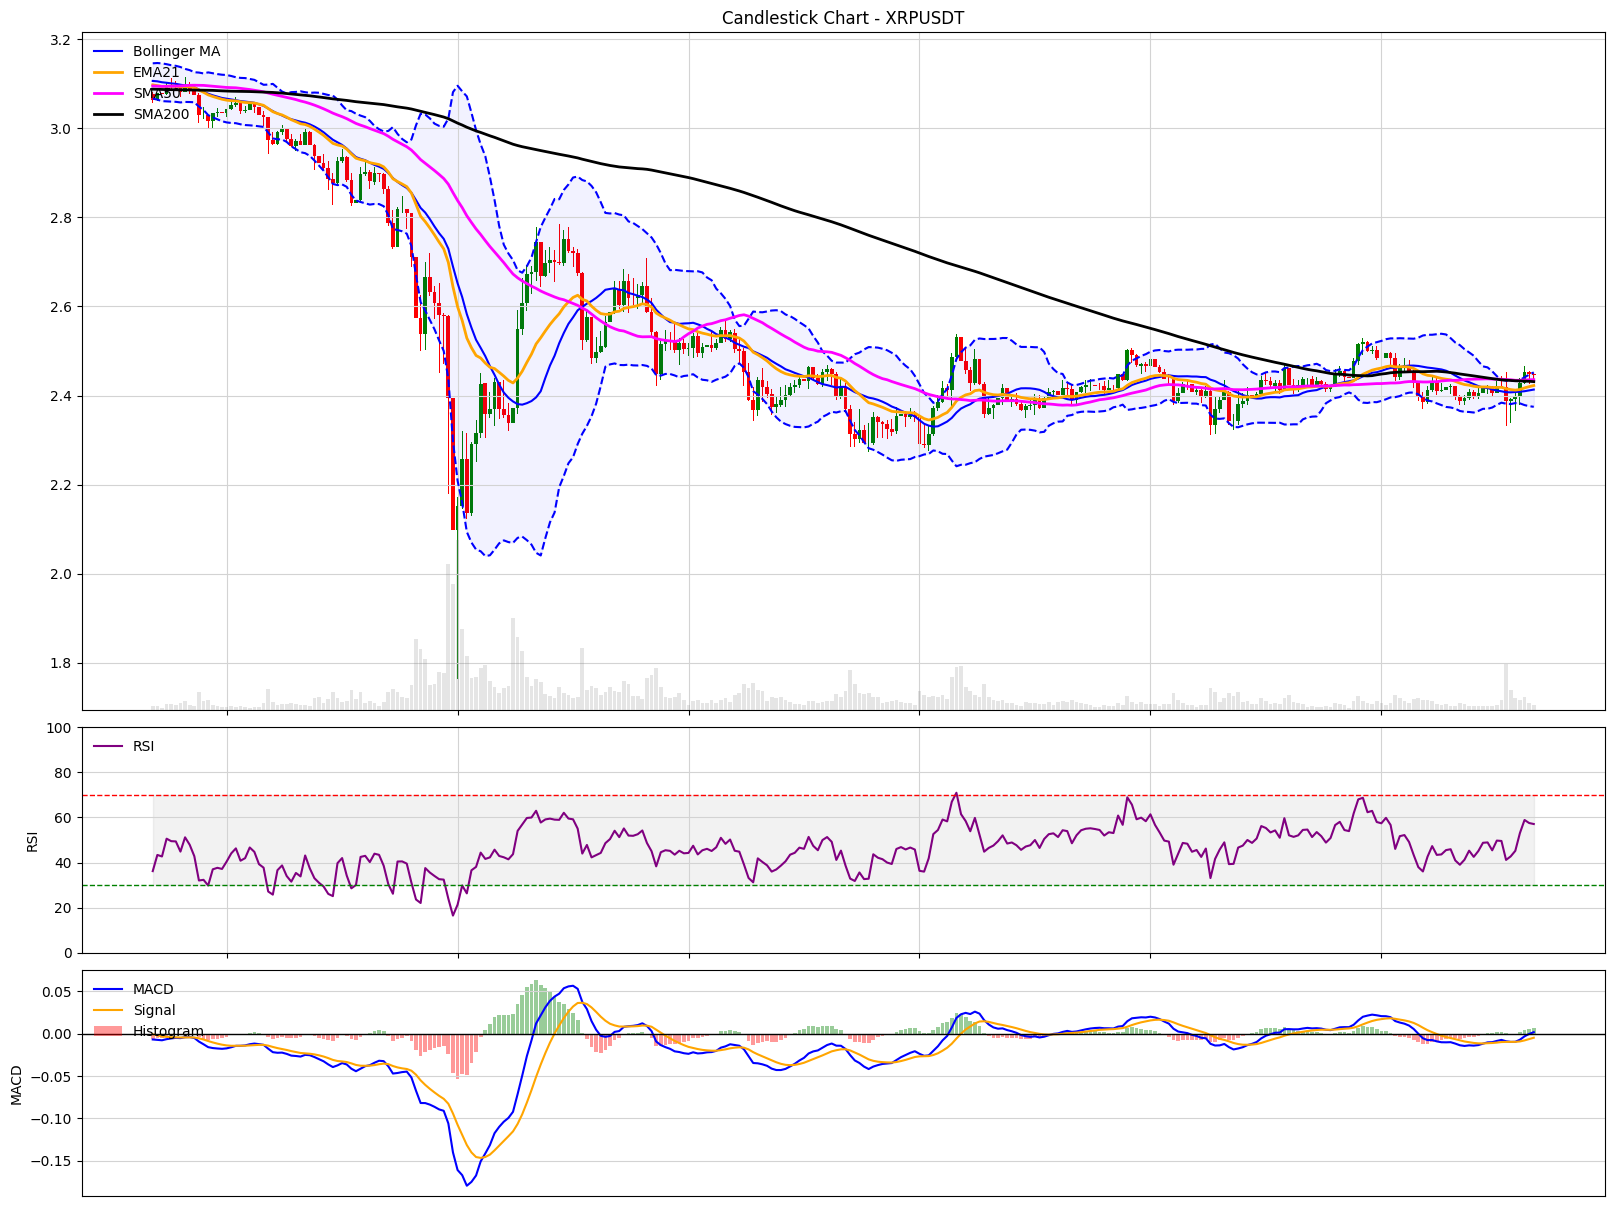 Candlestick Chart - XRPUSDT
3.2
3.0
2.8
2.6
2.4
2.2
2.0
1.8
Bollinger MA
EMA21
SMA50
SMA200
100
80
60
40
20
0
RSI
RSI
0.05
0.00
−0.05
−0.10
−0.15
MACD
MACD
Signal
Histogram